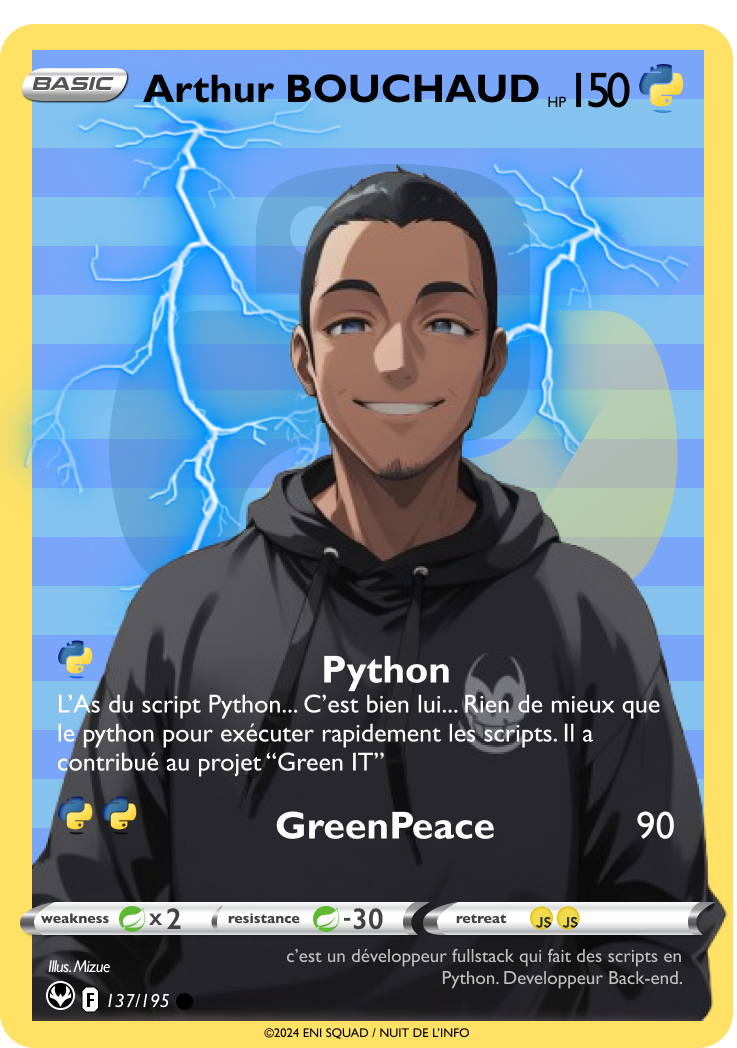 BASIC Arthur BOUCHAUD HP 150
Python
L'As du script Python... C'est bien lui... Rien de mieux que
le python pour exécuter rapidement les scripts. Il a
contribué au projet “Green IT”
GreenPeace 90
weakness x 2 resistance -30 retreat JS JS
c'est un développeur fullstack qui fait des scripts en
Python. Developpeur Back-end.
Illus. Mizue
F 137/195
©2024 ENI SQUAD / NUIT DE L'INFO